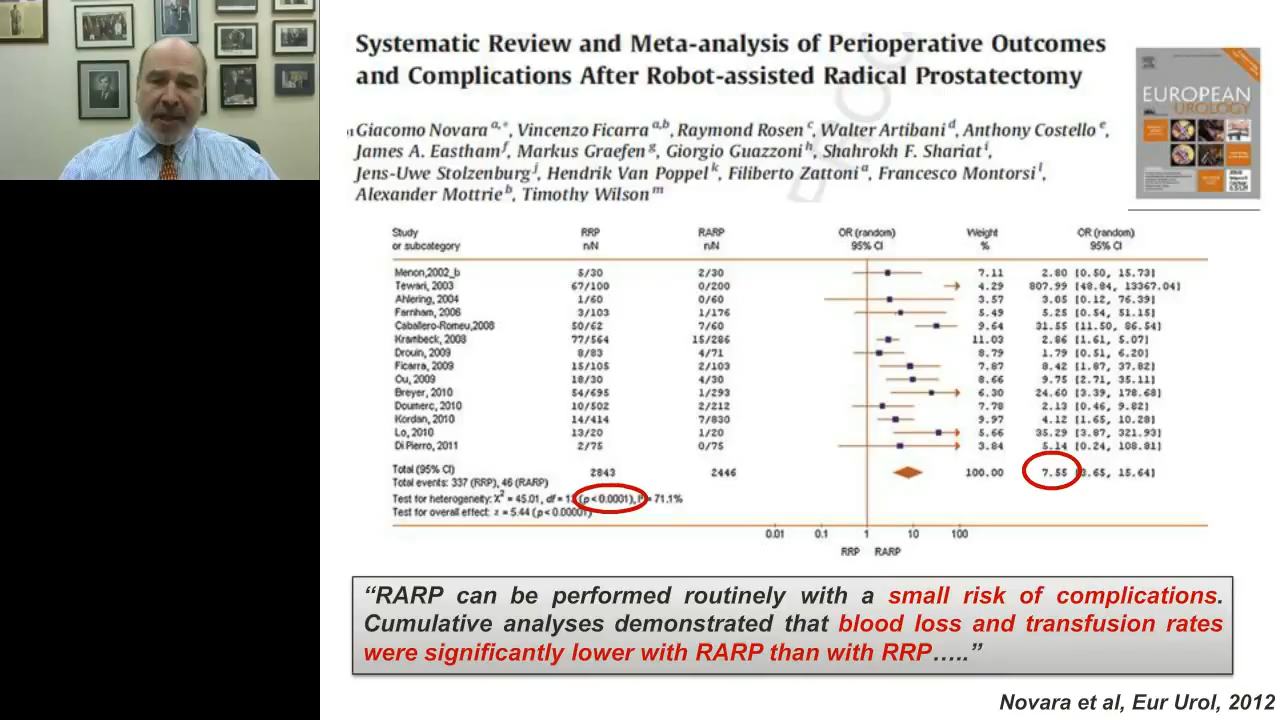 Systematic Review and Meta-analysis of Perioperative Outcomes
and Complications After Robot-assisted Radical Prostatectomy
EUROPEAN
UROLOGY
Giacomo Novara a,*, Vincenzo Ficarra a,b, Raymond Rosen c, Walter Artibani d, Anthony Costello e,
James A. Eastham f, Markus Graefen g, Giorgio Guazzoni h, Shahrokh F. Shariat i,
Jens-Uwe Stolzenburg j, Hendrik Van Poppel k, Filiberto Zattoni a, Francesco Montorsi l,
Alexander Mottrie b, Timothy Wilson m
Study RRP RARP OR (random) Weight OR (random)
or subcategory n/N n/N 95% CI % 95% CI
Menon,2002_b 5/30 2/30 7.11 2.80 [0.50, 15.73]
Tewari, 2003 67/100 0/200 4.29 807.99 [48.84, 13367.04]
Ahlering, 2004 1/60 0/60 3.57 3.05 [0.12, 76.39]
Farnham, 2006 3/103 1/176 5.49 5.25 [0.54, 51.15]
Caballero-Romeu,2008 50/62 7/60 9.64 31.55 [11.50, 86.54]
Krambeck, 2008 77/564 15/286 11.03 2.86 [1.61, 5.07]
Drouin, 2009 8/83 4/71 8.79 1.79 [0.51, 6.20]
Ficarra, 2009 15/105 2/103 7.87 8.42 [1.87, 37.82]
Ou, 2009 18/30 4/30 8.66 9.75 [2.71, 35.11]
Breyer, 2010 54/695 1/293 6.30 24.60 [3.39, 178.68]
Doumerc, 2010 10/502 2/212 7.78 2.13 [0.46, 9.82]
Kordan, 2010 14/414 7/830 9.97 4.12 [1.65, 10.28]
Lo, 2010 13/20 1/20 5.66 35.29 [3.87, 321.93]
Di Pierro, 2011 2/75 0/75 3.84 5.14 [0.24, 108.81]
Total (95% CI) 2843 2446 100.00 7.55 [3.65, 15.64]
Total events: 337 (RRP), 46 (RARP)
Test for heterogeneity: χ2 = 45.01, df = 13 (p < 0.0001), I2 = 71.1%
Test for overall effect: z = 5.44 (p < 0.00001)
0.01 0.1 1 10 100
RRP RARP
“RARP can be performed routinely with a small risk of complications.
Cumulative analyses demonstrated that blood loss and transfusion rates
were significantly lower with RARP than with RRP…..”
Novara et al, Eur Urol, 2012